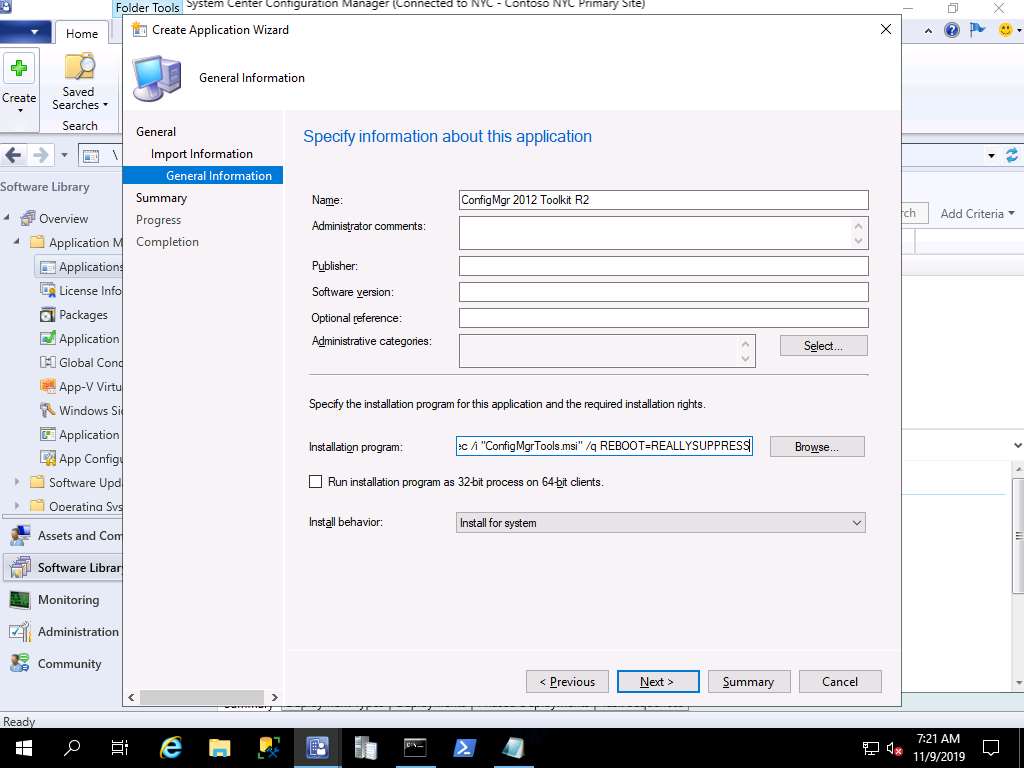 Folder Tools
System Center Configuration Manager (Connected to NYC - Contoso NYC Primary Site)
Home
Create
Saved Searches
Search
\
Software Library
Overview
Application M
Applications
License Info
Packages
Application
Global Conc
App-V Virtu
Windows Sid
Application
App Configu
Software Upda
Operating Sys
Assets and Com
Software Library
Monitoring
Administration
Community
Ready
Create Application Wizard
General Information
General
Import Information
General Information
Summary
Progress
Completion
Specify information about this application
Name: ConfigMgr 2012 Toolkit R2
Administrator comments:
Publisher:
Software version:
Optional reference:
Administrative categories: Select...
Specify the installation program for this application and the required installation rights.
Installation program: ec /i "ConfigMgrTools.msi" /q REBOOT=REALLYSUPPRESS Browse...
Run installation program as 32-bit process on 64-bit clients.
Install behavior: Install for system
< Previous Next > Summary Cancel
rch Add Criteria
7:21 AM
11/9/2019